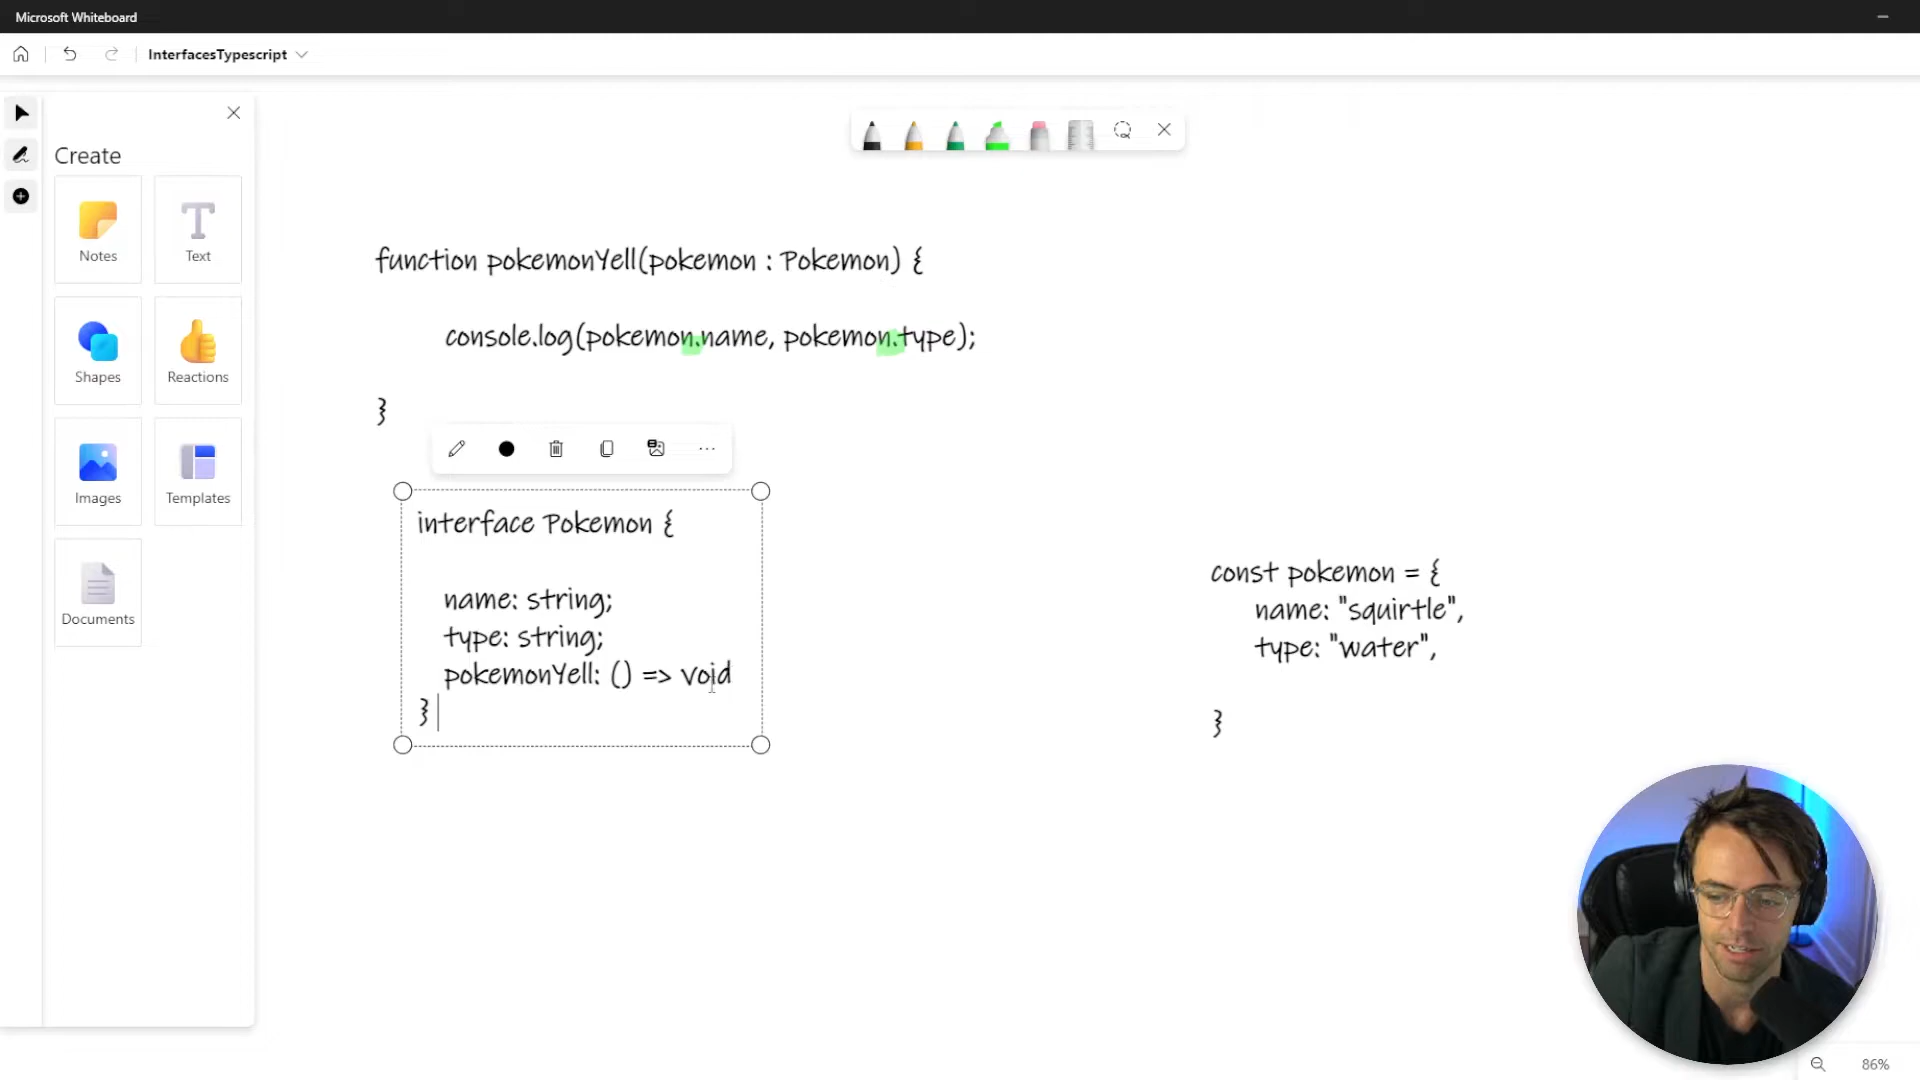 Microsoft Whiteboard
InterfacesTypescript
Create
Notes
Text
Shapes
Reactions
Images
Templates
Documents
function pokemonYell(pokemon : Pokemon) {
console.log(pokemon.name, pokemon.type);
}
interface Pokemon {
name: string;
type: string;
pokemonYell: () => void
}
const pokemon = {
name: "squirtle",
type: "water",
}
86%